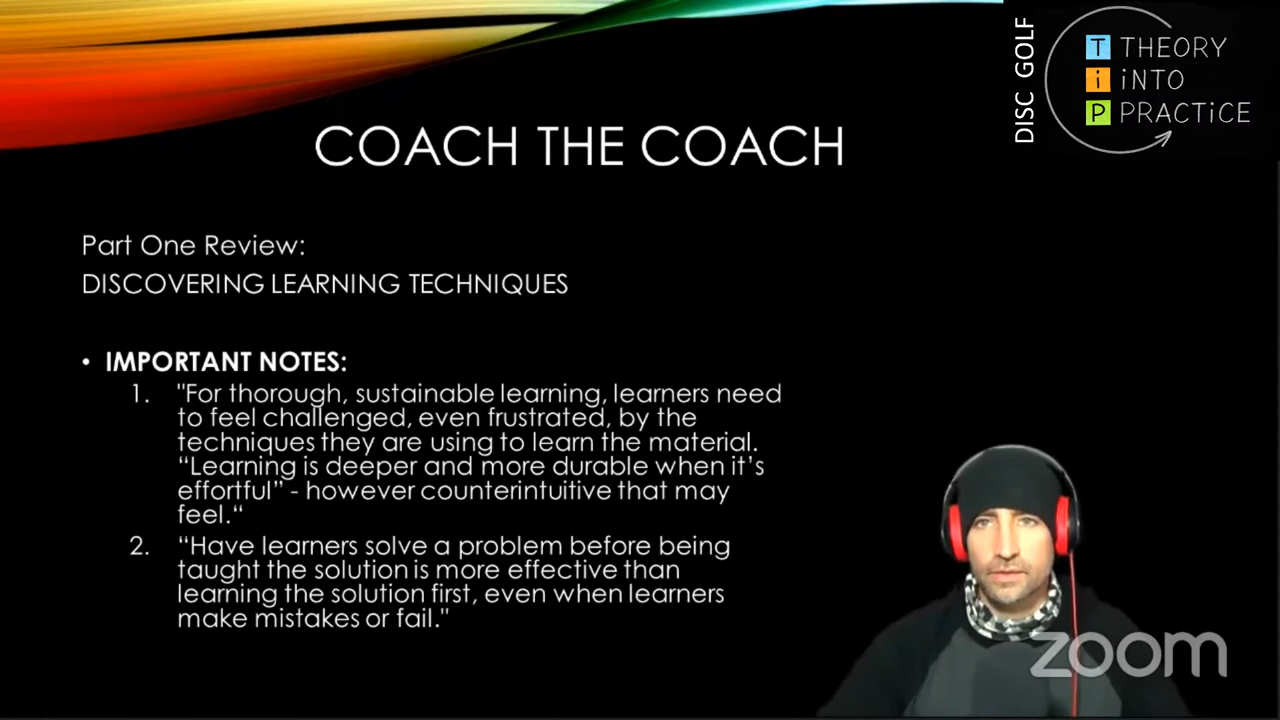 DISC GOLF
T THEORY
i iNTO
P PRACTiCE
COACH THE COACH
Part One Review:
DISCOVERING LEARNING TECHNIQUES
• IMPORTANT NOTES:
1. "For thorough, sustainable learning, learners need
to feel challenged, even frustrated, by the
techniques they are using to learn the material.
“Learning is deeper and more durable when it’s
effortful” - however counterintuitive that may
feel.“
2. “Have learners solve a problem before being
taught the solution is more effective than
learning the solution first, even when learners
make mistakes or fail."
zoom